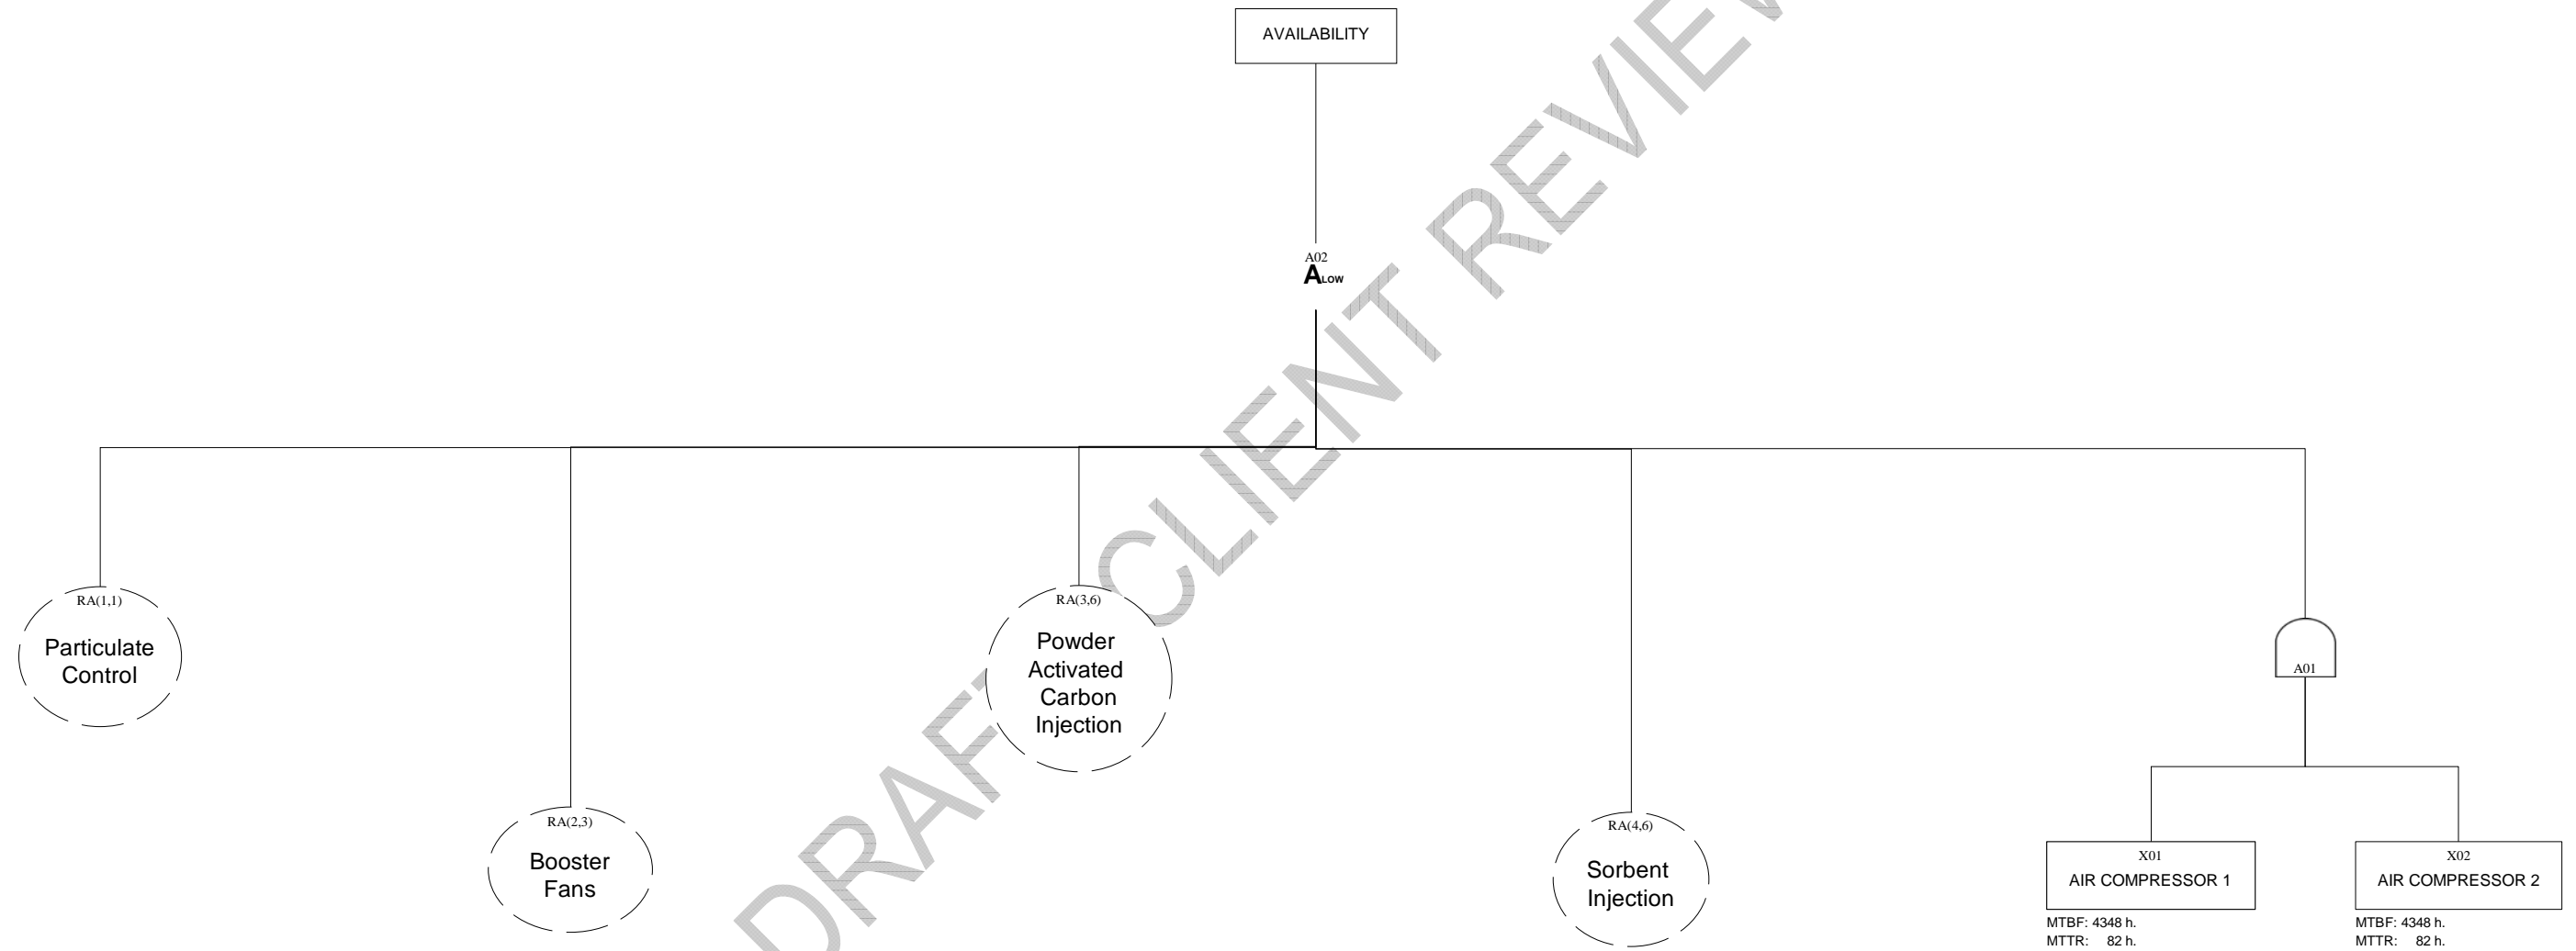 AVAILABILITY
A02
ALOW
RA(1,1)
Particulate
Control
RA(2,3)
Booster
Fans
RA(3,6)
Powder
Activated
Carbon
Injection
RA(4,6)
Sorbent
Injection
A01
X01
AIR COMPRESSOR 1
MTBF: 4348 h.
MTTR: 82 h.
X02
AIR COMPRESSOR 2
MTBF: 4348 h.
MTTR: 82 h.
DRAFT CLIENT REVIEW